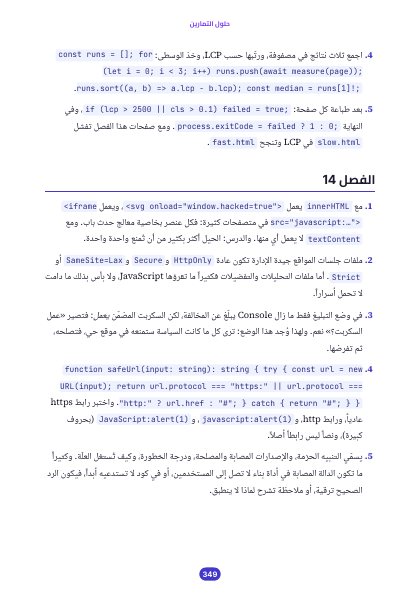 حلول التمارين
4. اجمع ثلاث نتائج في مصفوفة، ورتّبها حسب LCP، وخذ الوسطى: const runs = []; for
(let i = 0; i < 3; i++) runs.push(await measure(page));
runs.sort((a, b) => a.lcp - b.lcp); const median = runs[1]!;.
5. بعد طباعة كل صفحة: if (lcp > 2500 || cls > 0.1) failed = true;، وفي
النهاية process.exitCode = failed ? 1 : 0;. ومع صفحات هذا الفصل تفشل
slow.html في LCP وتنجح fast.html.
الفصل 14
1. مع innerHTML يعمل <svg onload="window.hacked=true">، ويعمل <iframe
src="javascript:…"> في متصفحات كثيرة: فكل عنصر بخاصية معالج حدث باب. ومع
textContent لا يعمل أي منها. والدرس: الحيل أكثر بكثير من أن تُمنع واحدة واحدة.
2. ملفات جلسات المواقع جيدة الإدارة تكون عادة HttpOnly و Secure و SameSite=Lax أو
Strict. أما ملفات التحليلات والتفضيلات فكثيراً ما تعروها JavaScript، ولا بأس بذلك ما دامت
لا تحمل أسراراً.
3. في وضع التبليغ فقط ما زال Console يبلّغ عن المخالفة، لكن السكربت المضمّن يعمل: فتصير «عمل
السكربت؟» نعم. ولهذا وُجد هذا الوضع: ترى كل ما كانت السياسة ستمنعه في موقع حي، فتصلحه،
ثم تفرضها.
4. function safeUrl(input: string): string { try { const url = new
URL(input); return url.protocol === "https:" || url.protocol ===
"http:" ? url.href : "#"; } catch { return "#"; } }. واختبر رابط https
عادياً، ورابط http، و javascript:alert(1)، و JavaScript:alert(1) (بحروف
كبيرة)، ونصاً ليس رابطاً أصلاً.
5. يسمّي التنبيه الحزمة، والإصدارات المصابة والمصلحة، ودرجة الخطورة، وكيف تُستغل العلّة. وكثيراً
ما تكون الدالة المصابة في أداة بناء لا تصل إلى المستخدمين، أو في كود لا تستدعيه أبداً، فيكون الرد
الصحيح ترقية، أو ملاحظة تشرح لماذا لا ينطبق.
349